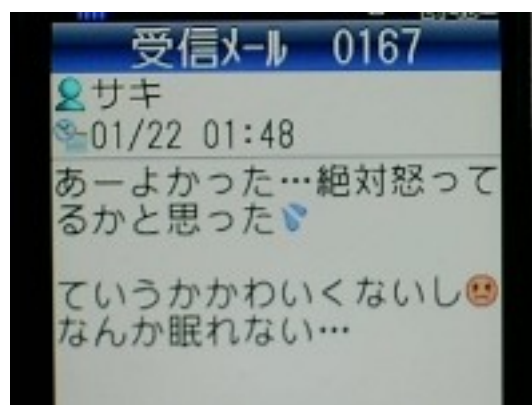 受信メール 0167
サキ
01/22 01:48
あーよかった…絶対怒って
るかと思った
ていうかかわいくないし
なんか眠れない…